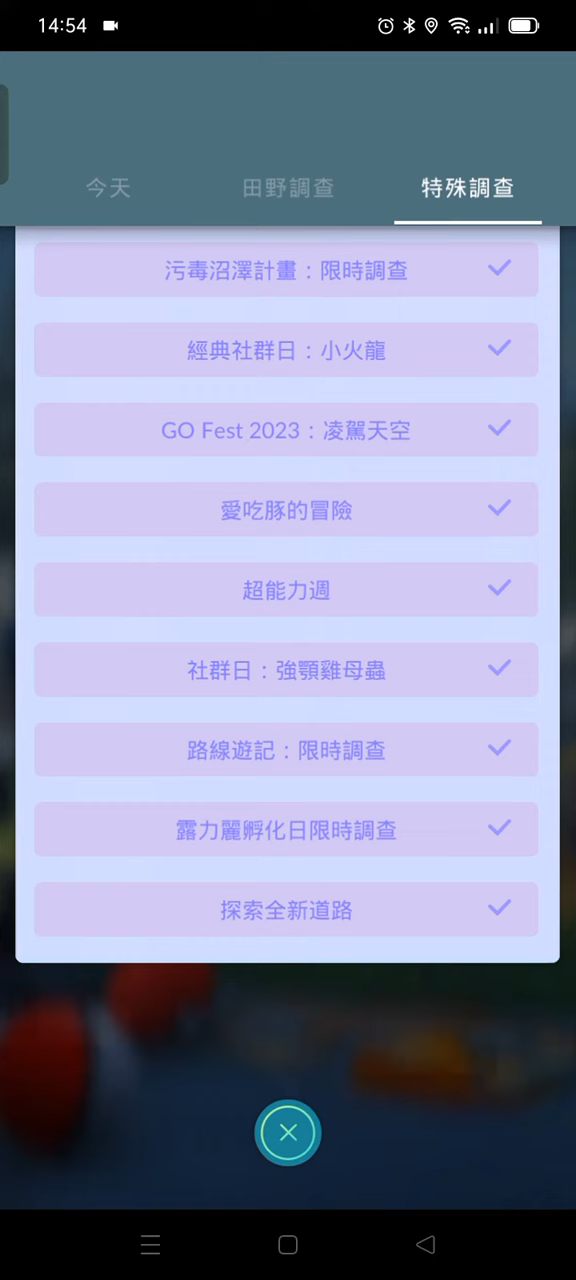 14:54
今天 田野調查 特殊調查
污毒沼澤計畫：限時調查
經典社群日：小火龍
GO Fest 2023：凌駕天空
愛吃豚的冒險
超能力週
社群日：強顎雞母蟲
路線遊記：限時調查
露力麗孵化日限時調查
探索全新道路